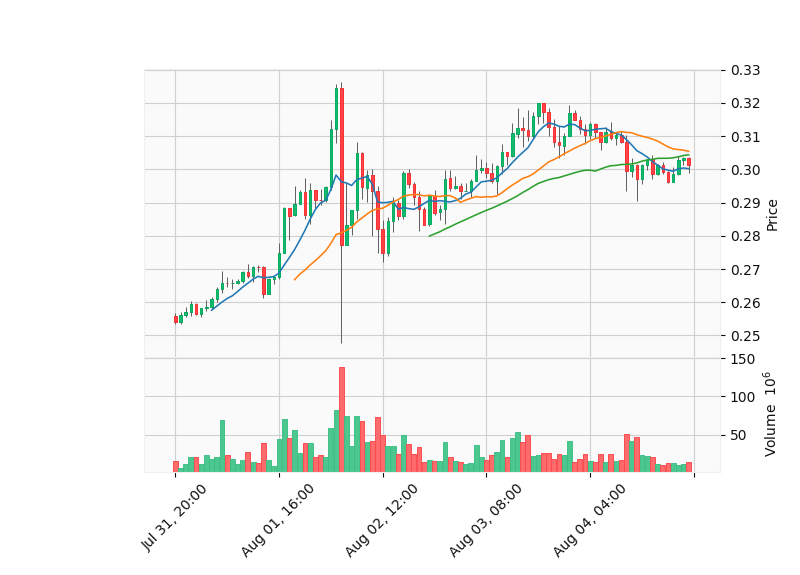 0.33
0.32
0.31
0.30
0.29
0.28
0.27
0.26
0.25
Price
150
100
50
Volume 10^6
Jul 31, 20:00
Aug 01, 16:00
Aug 02, 12:00
Aug 03, 08:00
Aug 04, 04:00